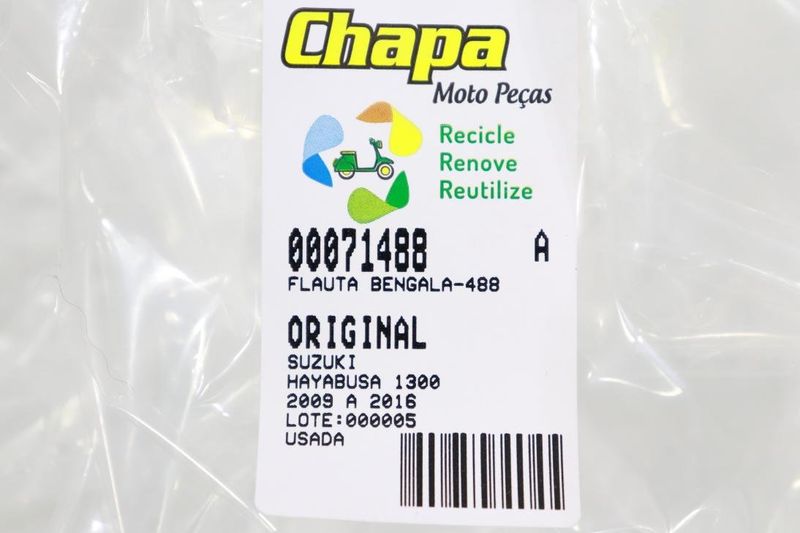 Chapa
Moto Peças
Recicle
Renove
Reutilize
00071488 A
FLAUTA BENGALA-488
ORIGINAL
SUZUKI
HAYABUSA 1300
2009 A 2016
LOTE:000005
USADA